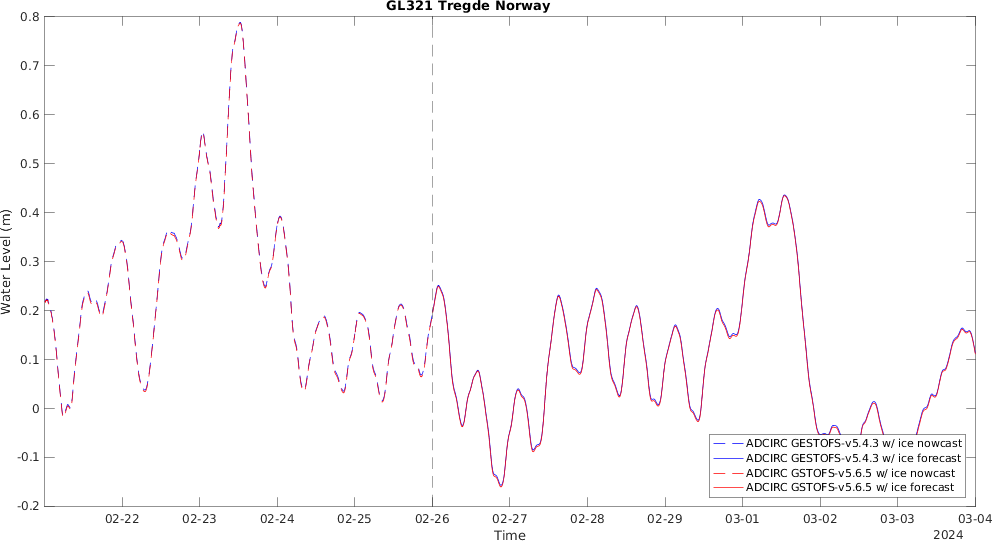 GL321 Tregde Norway
0.8
0.7
0.6
0.5
0.4
0.3
0.2
0.1
0
-0.1
-0.2
Water Level (m)
ADCIRC GESTOFS-v5.4.3 w/ ice nowcast
ADCIRC GESTOFS-v5.4.3 w/ ice forecast
ADCIRC GSTOFS-v5.6.5 w/ ice nowcast
ADCIRC GSTOFS-v5.6.5 w/ ice forecast
02-22 02-23 02-24 02-25 02-26 02-27 02-28 02-29 03-01 03-02 03-03 03-04
Time
2024